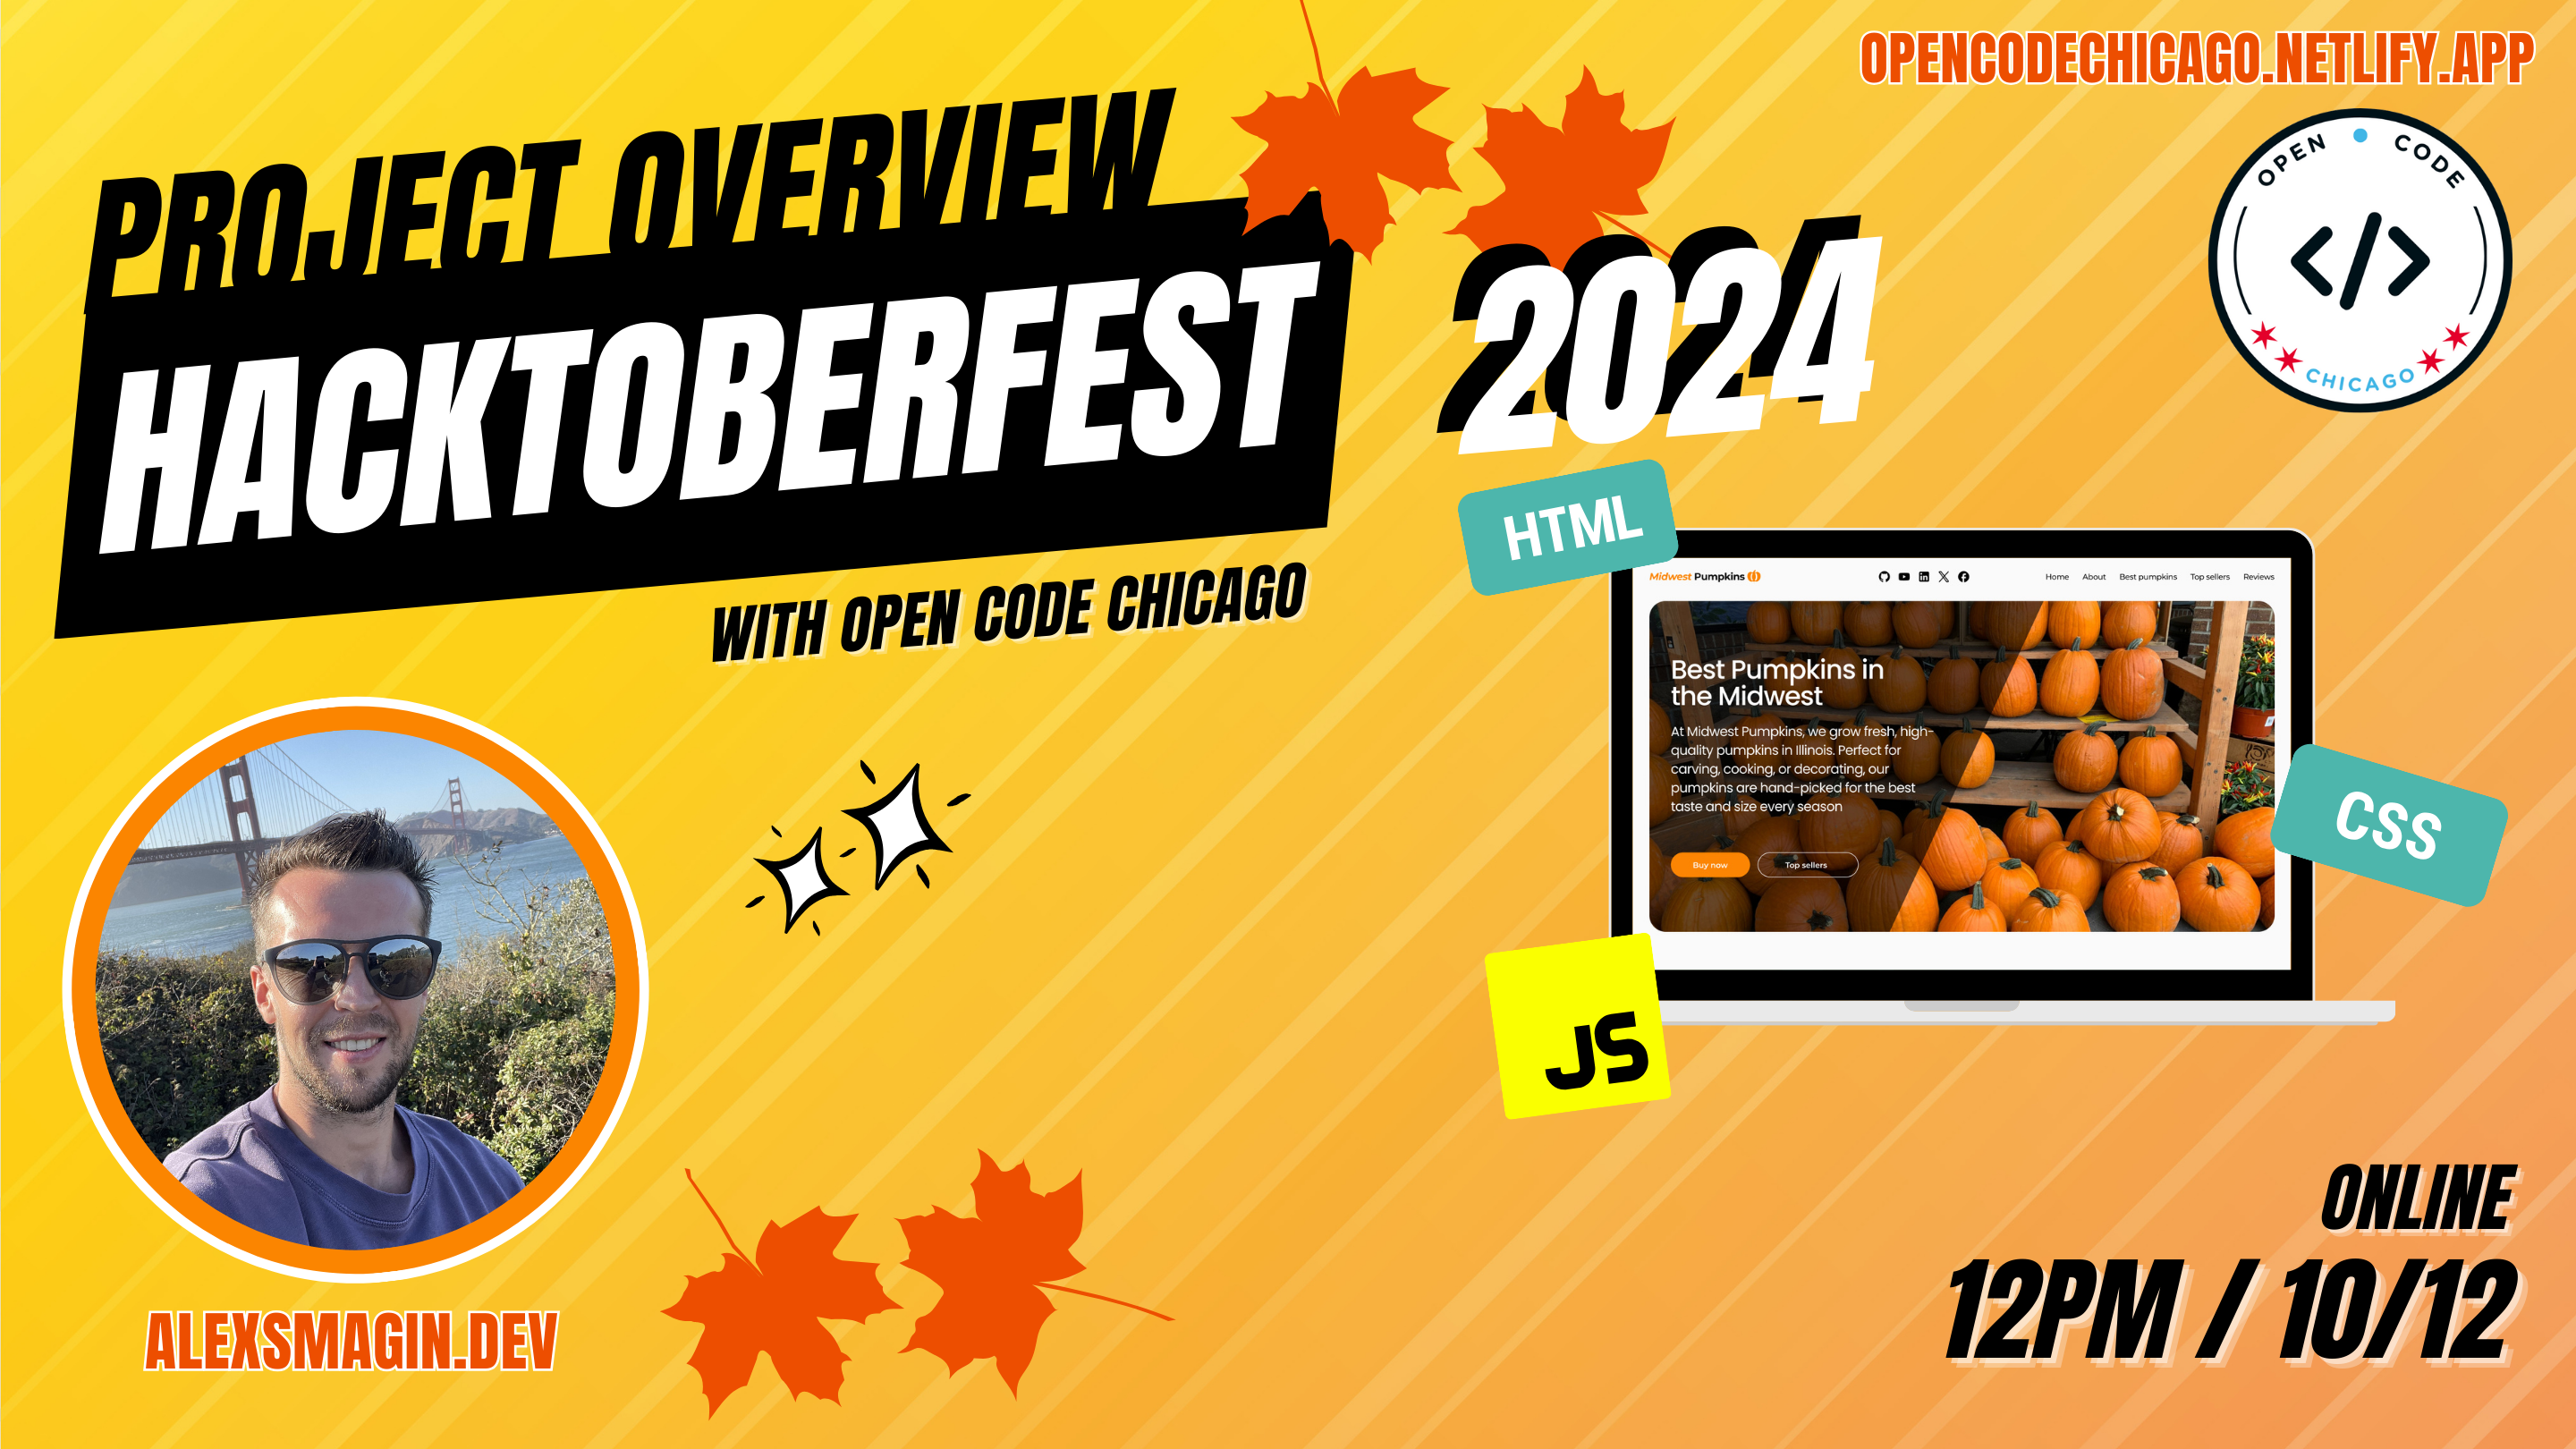 OPENCODECHICAGO.NETLIFY.APP
PROJECT OVERVIEW
HACKTOBERFEST
2024
WITH OPEN CODE CHICAGO
OPEN CODE
CHICAGO
HTML
Midwest Pumpkins
Home About Best pumpkins Top sellers Reviews
Best Pumpkins in
the Midwest
At Midwest Pumpkins, we grow fresh, high-
quality pumpkins in Illinois. Perfect for
carving, cooking, or decorating, our
pumpkins are hand-picked for the best
taste and size every season
Buy now Top sellers
CSS
JS
ALEXSMAGIN.DEV
ONLINE
12PM / 10/12